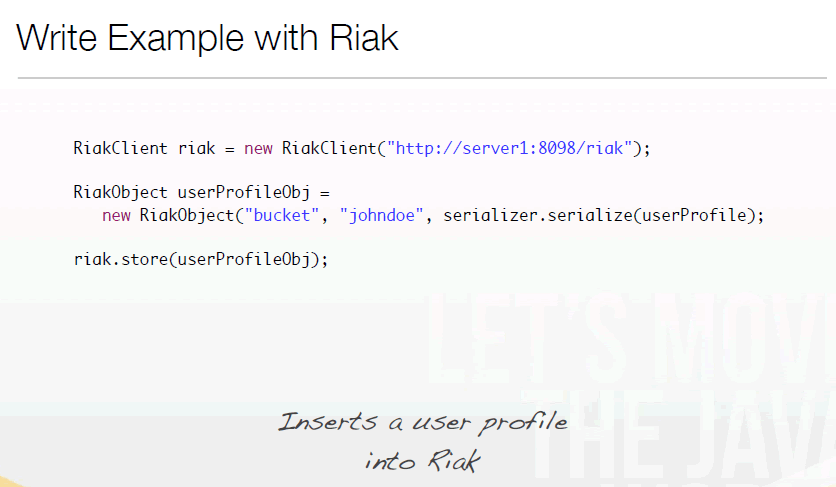 Write Example with Riak
RiakClient riak = new RiakClient("http://server1:8098/riak");
RiakObject userProfileObj =
new RiakObject("bucket", "johndoe", serializer.serialize(userProfile);
riak.store(userProfileObj);
LET'S MOV
THE JAVA
Inserts a user profile
into Riak